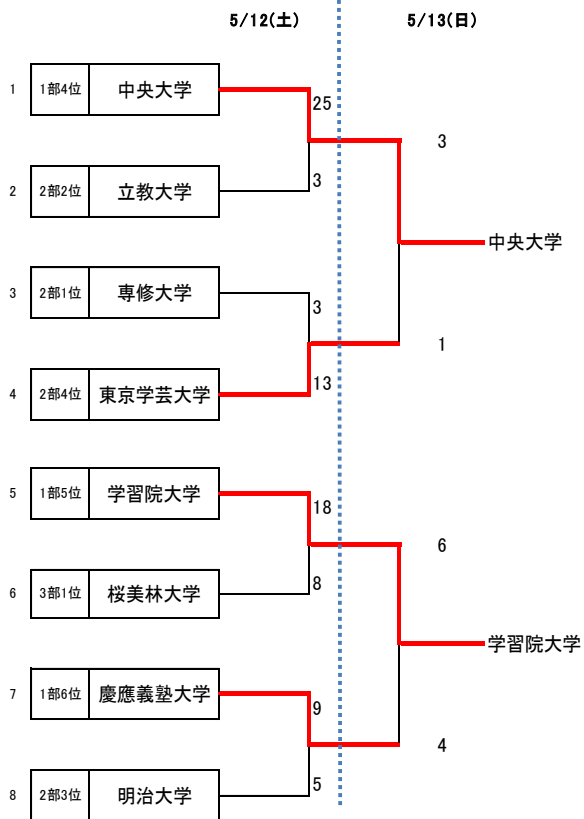 5/12(土) 5/13(日)
1 1部4位 中央大学
25
3
2 2部2位 立教大学
3
中央大学
3 2部1位 専修大学
3
1
4 2部4位 東京学芸大学
13
5 1部5位 学習院大学
18
6
6 3部1位 桜美林大学
8
学習院大学
7 1部6位 慶應義塾大学
9
4
8 2部3位 明治大学
5